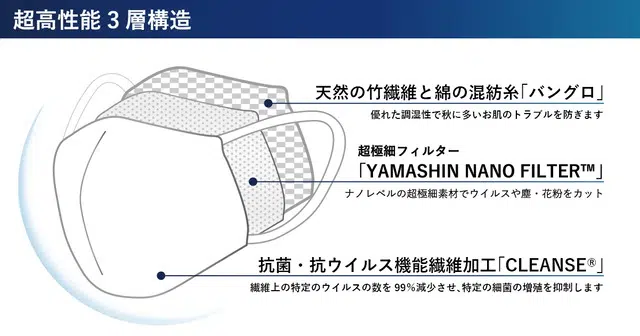 超高性能3層構造
天然の竹繊維と綿の混紡糸「バングロ」
優れた調湿性で秋に多いお肌のトラブルを防ぎます
超極細フィルター
「YAMASHIN NANO FILTER™」
ナノレベルの超極細素材でウイルスや塵・花粉をカット
抗菌・抗ウイルス機能繊維加工「CLEANSE®」
繊維上の特定のウイルスの数を99%減少させ、特定の細菌の増殖を抑制します